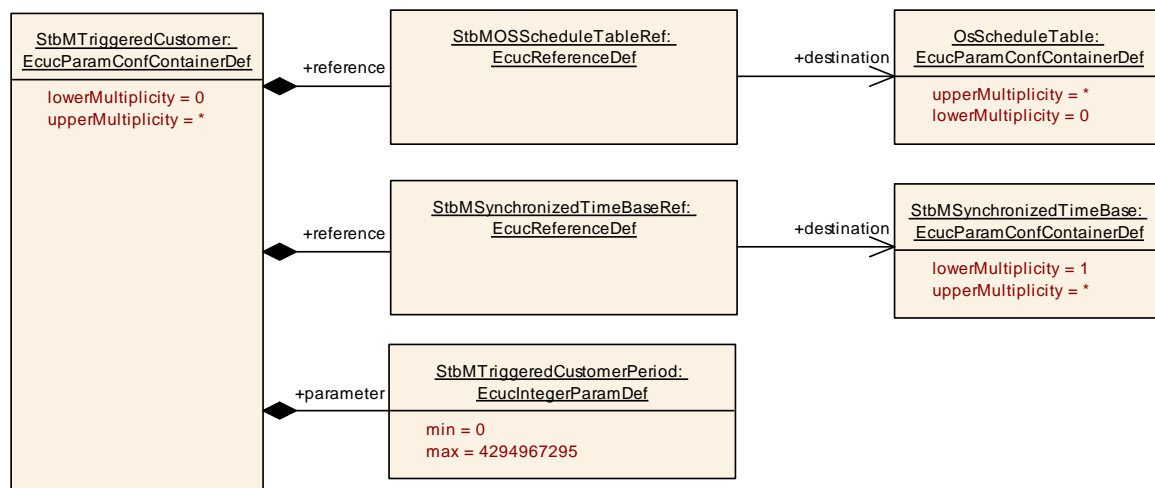 StbMTriggeredCustomer:
EcucParamConfContainerDef
lowerMultiplicity = 0
upperMultiplicity = *
+reference
StbMOSScheduleTableRef:
EcucReferenceDef
+destination
OsScheduleTable:
EcucParamConfContainerDef
upperMultiplicity = *
lowerMultiplicity = 0
+reference
StbMSynchronizedTimeBaseRef:
EcucReferenceDef
+destination
StbMSynchronizedTimeBase:
EcucParamConfContainerDef
lowerMultiplicity = 1
upperMultiplicity = *
+parameter
StbMTriggeredCustomerPeriod:
EcucIntegerParamDef
min = 0
max = 4294967295